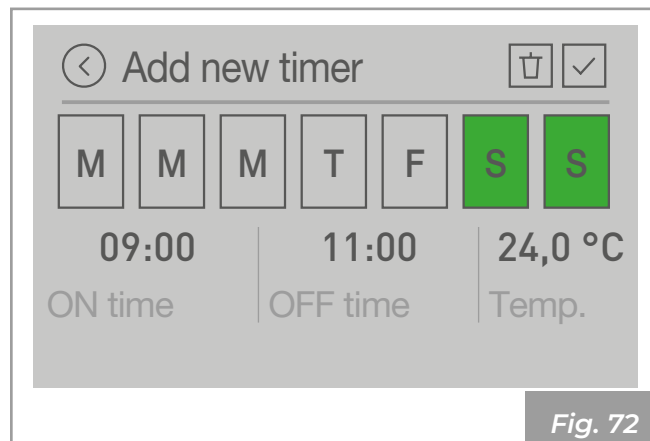 Add new timer
M M M T F S S
09:00 11:00 24,0 °C
ON time OFF time Temp.
Fig. 72